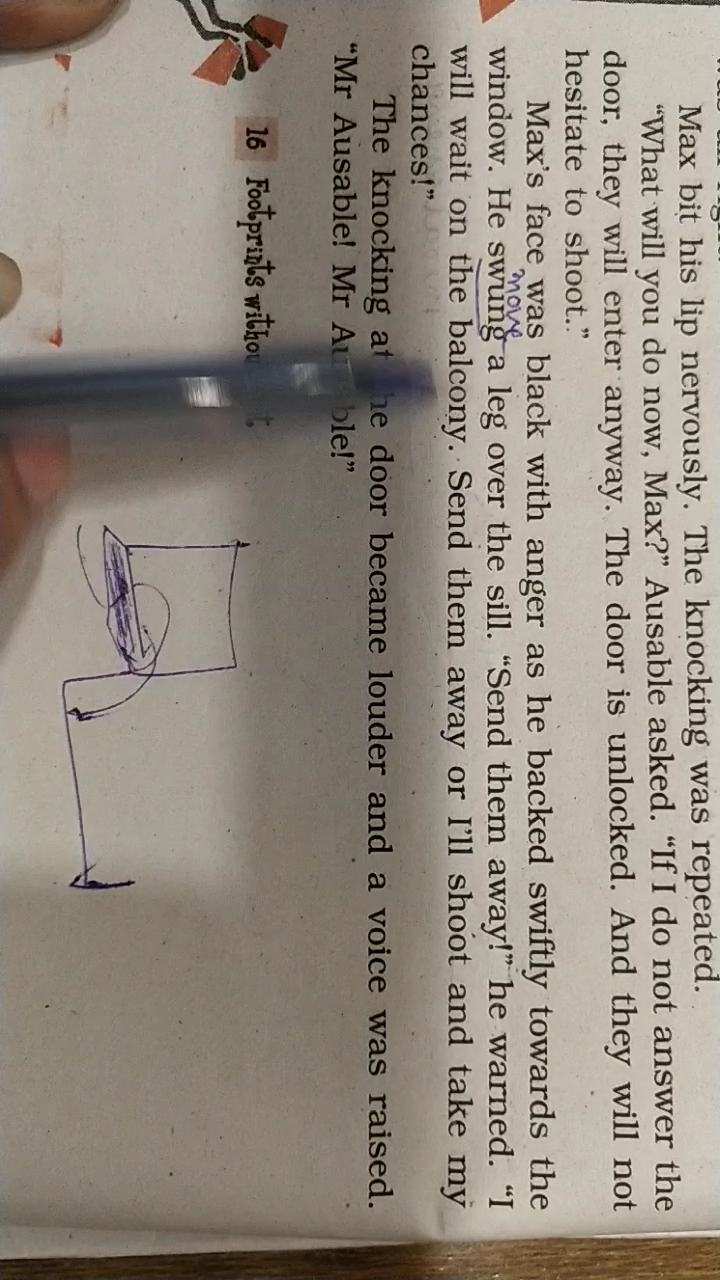 Max bit his lip nervously. The knocking was repeated.
“What will you do now, Max?” Ausable asked. “If I do not answer the
door, they will enter anyway. The door is unlocked. And they will not
hesitate to shoot.”
Max’s face was black with anger as he backed swiftly towards the
move
window. He swung a leg over the sill. “Send them away!” he warned. “I
will wait on the balcony. Send them away or I’ll shoot and take my
chances!”
The knocking at he door became louder and a voice was raised.
“Mr Ausable! Mr Au ble!”
16 Footprints withou